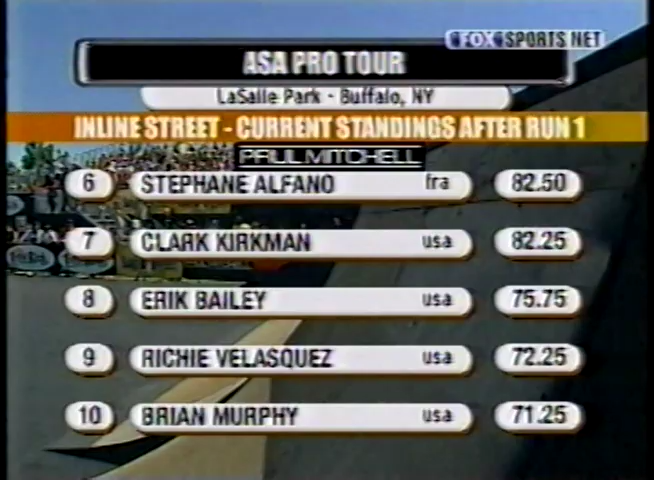 FOX SPORTS NET
ASA PRO TOUR
LaSalle Park - Buffalo, NY
INLINE STREET - CURRENT STANDINGS AFTER RUN 1
PAUL MITCHELL
6 STEPHANE ALFANO fra 82.50
7 CLARK KIRKMAN usa 82.25
8 ERIK BAILEY usa 75.75
9 RICHIE VELASQUEZ usa 72.25
10 BRIAN MURPHY usa 71.25